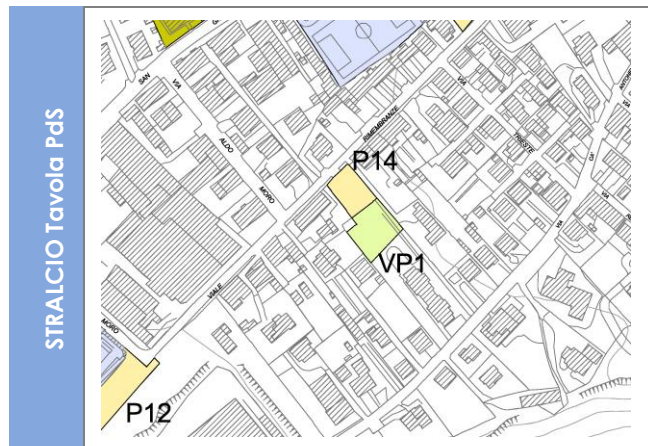 STRALCIO Tavola PdS
SAN
VIA
ALDO
MORO
RIMEMBRANZE
VIA
TRIESTE
VIA
VIA
P14
VP1
VIALE
MORO
P12